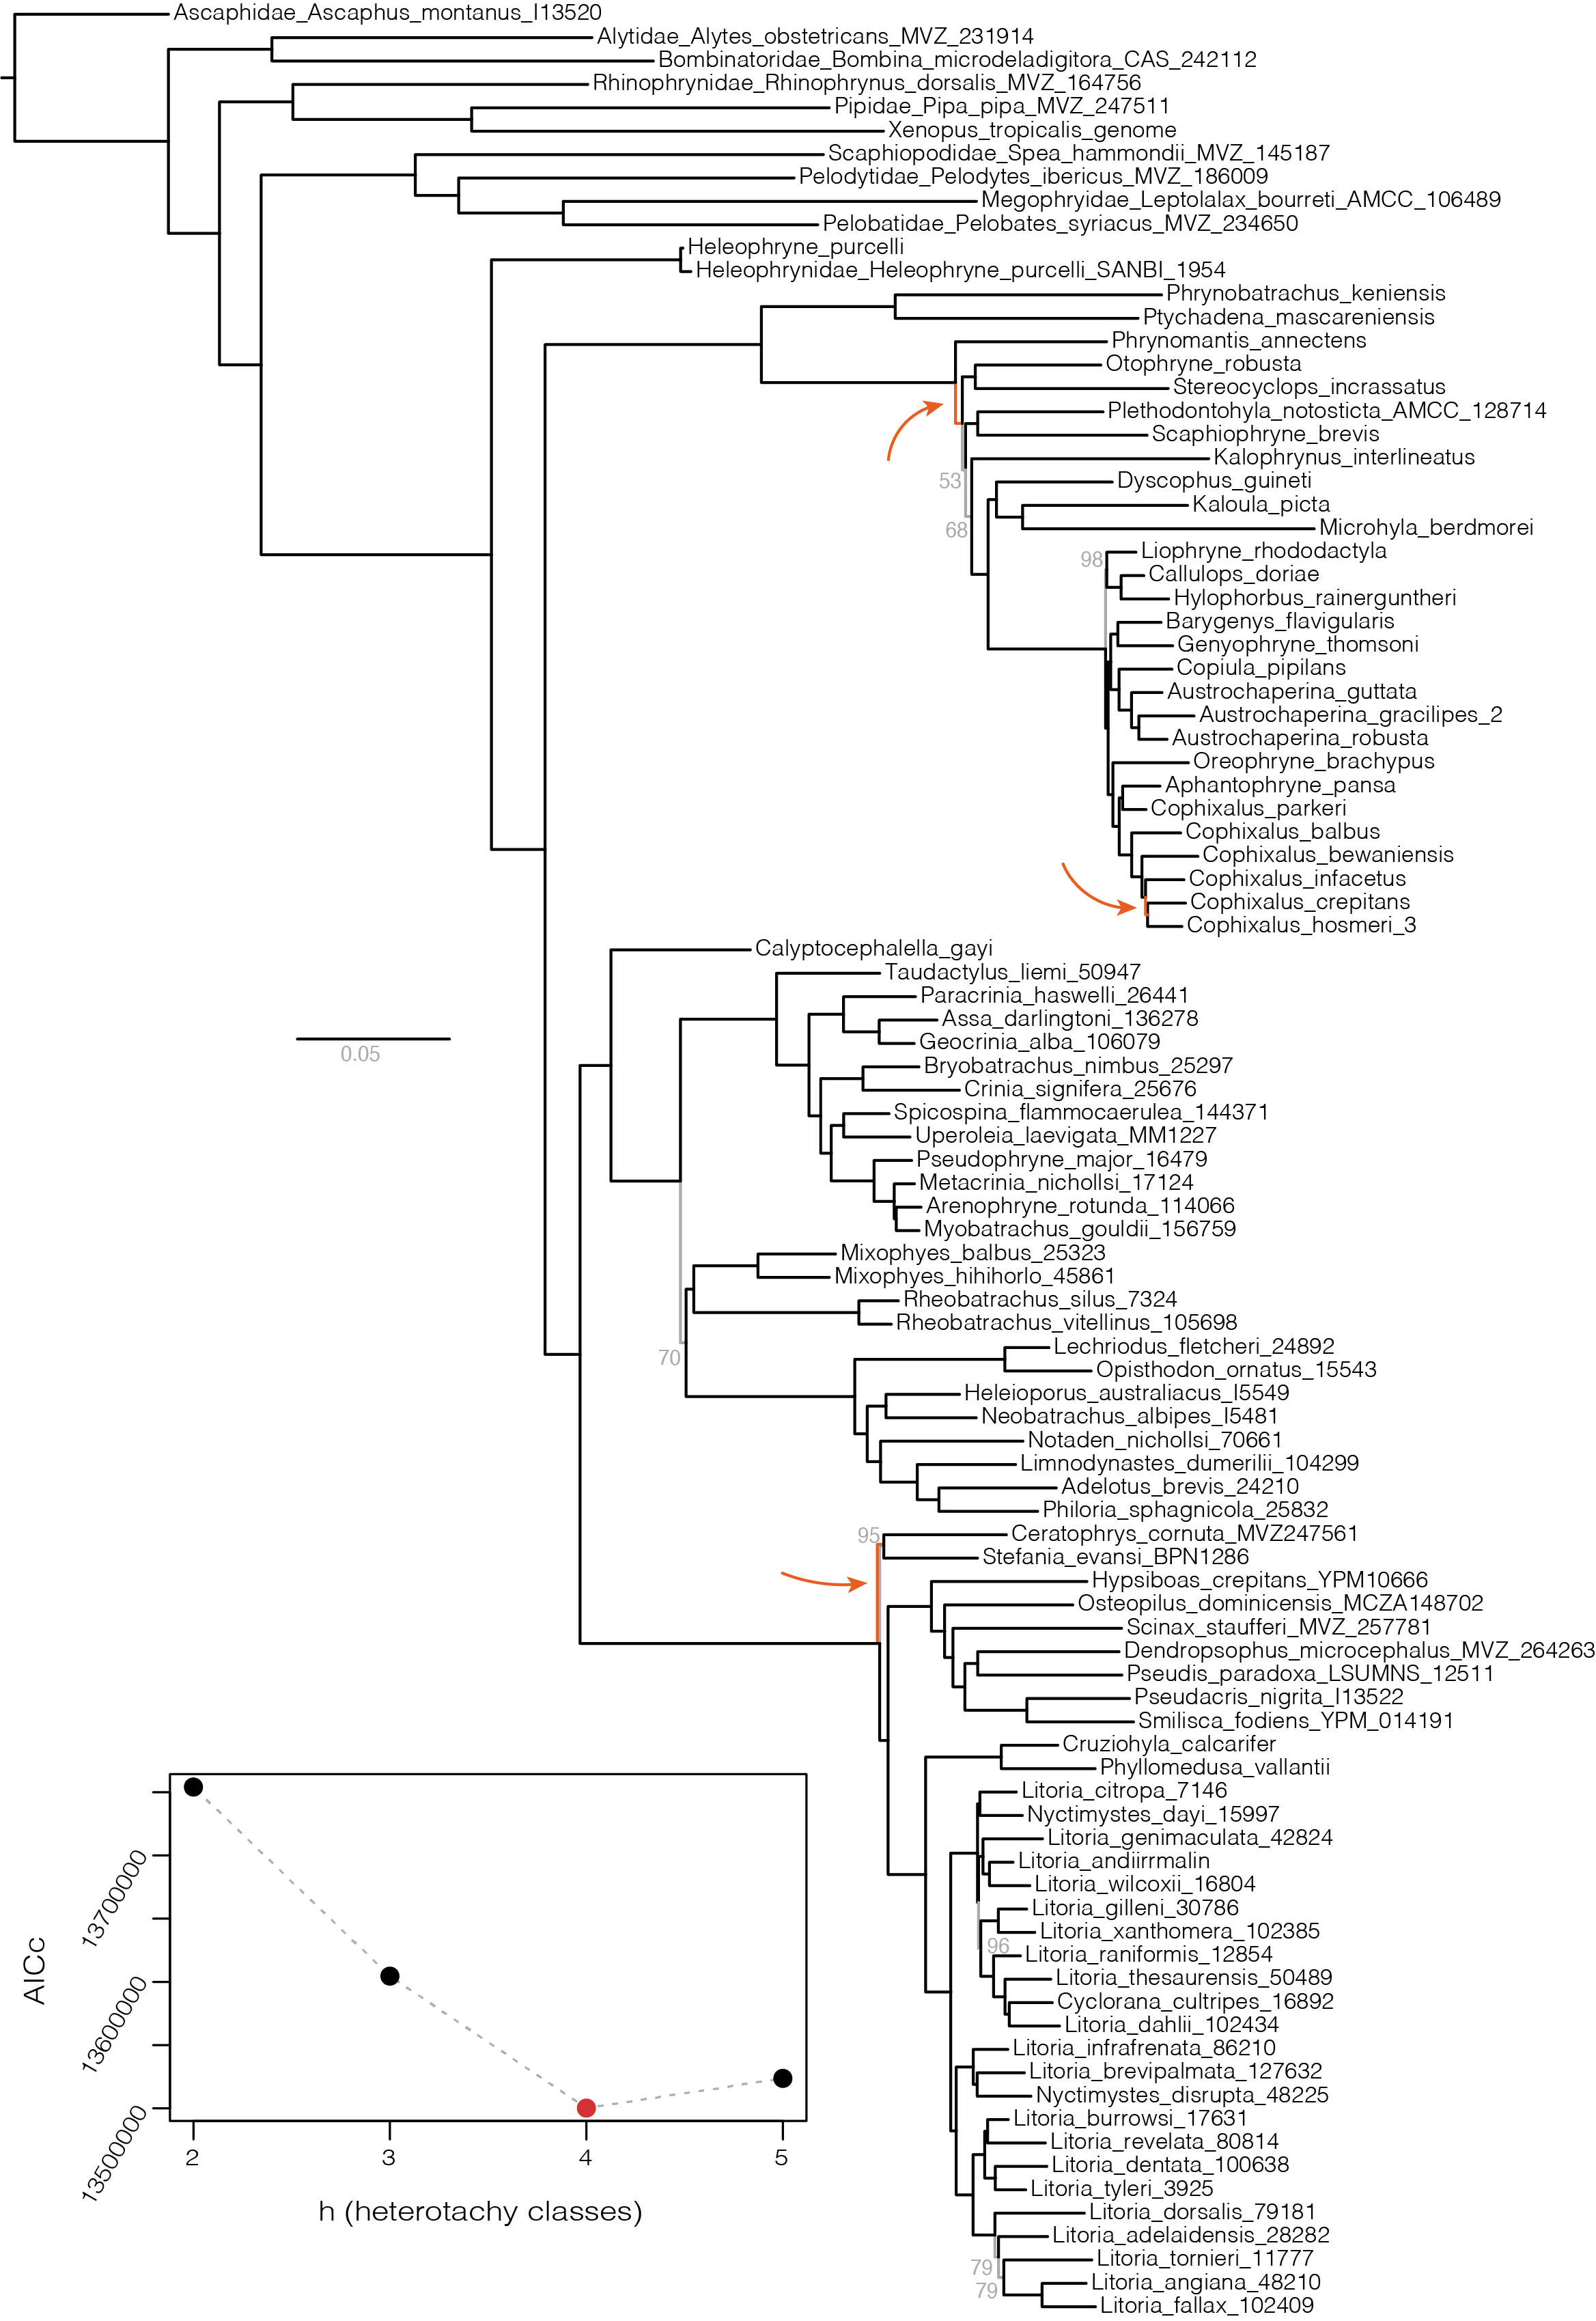 Ascaphidae_Ascaphus_montanus_I13520
Alytidae_Alytes_obstetricans_MVZ_231914
Bombinatoridae_Bombina_microdeladigitora_CAS_242112
Rhinophrynidae_Rhinophrynus_dorsalis_MVZ_164756
Pipidae_Pipa_pipa_MVZ_247511
Xenopus_tropicalis_genome
Scaphiopodidae_Spea_hammondii_MVZ_145187
Pelodytidae_Pelodytes_ibericus_MVZ_186009
Megophryidae_Leptolalax_bourreti_AMCC_106489
Pelobatidae_Pelobates_syriacus_MVZ_234650
Heleophryne_purcelli
Heleophrynidae_Heleophryne_purcelli_SANBI_1954
Phrynobatrachus_keniensis
Ptychadena_mascareniensis
Phrynomantis_annectens
Otophryne_robusta
Stereocyclops_incrassatus
Plethodontohyla_notosticta_AMCC_128714
Scaphiophryne_brevis
Kalophrynus_interlineatus
53
Dyscophus_guineti
Kaloula_picta
68
Microhyla_berdmorei
Liophryne_rhododactyla
98
Callulops_doriae
Hylophorbus_rainerguntheri
Barygenys_flavigularis
Genyophryne_thomsoni
Copiula_pipilans
Austrochaperina_guttata
Austrochaperina_gracilipes_2
Austrochaperina_robusta
Oreophryne_brachypus
Aphantophryne_pansa
Cophixalus_parkeri
Cophixalus_balbus
Cophixalus_bewaniensis
Cophixalus_infacetus
Cophixalus_crepitans
Cophixalus_hosmeri_3
Calyptocephalella_gayi
Taudactylus_liemi_50947
Paracrinia_haswelli_26441
Assa_darlingtoni_136278
Geocrinia_alba_106079
0.05
Bryobatrachus_nimbus_25297
Crinia_signifera_25676
Spicospina_flammocaerulea_144371
Uperoleia_laevigata_MM1227
Pseudophryne_major_16479
Metacrinia_nichollsi_17124
Arenophryne_rotunda_114066
Myobatrachus_gouldii_156759
Mixophyes_balbus_25323
Mixophyes_hihihorlo_45861
Rheobatrachus_silus_7324
Rheobatrachus_vitellinus_105698
Lechriodus_fletcheri_24892
70
Opisthodon_ornatus_15543
Heleioporus_australiacus_I5549
Neobatrachus_albipes_I5481
Notaden_nichollsi_70661
Limnodynastes_dumerilii_104299
Adelotus_brevis_24210
Philoria_sphagnicola_25832
95
Ceratophrys_cornuta_MVZ247561
Stefania_evansi_BPN1286
Hypsiboas_crepitans_YPM10666
Osteopilus_dominicensis_MCZA148702
Scinax_staufferi_MVZ_257781
Dendropsophus_microcephalus_MVZ_264263
Pseudis_paradoxa_LSUMNS_12511
Pseudacris_nigrita_I13522
Smilisca_fodiens_YPM_014191
Cruziohyla_calcarifer
Phyllomedusa_vallantii
Litoria_citropa_7146
Nyctimystes_dayi_15997
Litoria_genimaculata_42824
Litoria_andiirrmalin
Litoria_wilcoxii_16804
Litoria_gilleni_30786
Litoria_xanthomera_102385
96
Litoria_raniformis_12854
Litoria_thesaurensis_50489
Cyclorana_cultripes_16892
Litoria_dahlii_102434
Litoria_infrafrenata_86210
Litoria_brevipalmata_127632
Nyctimystes_disrupta_48225
Litoria_burrowsi_17631
Litoria_revelata_80814
Litoria_dentata_100638
Litoria_tyleri_3925
Litoria_dorsalis_79181
Litoria_adelaidensis_28282
Litoria_tornieri_11777
79
Litoria_angiana_48210
79
Litoria_fallax_102409
AICc
13700000
13600000
13500000
2 3 4 5
h (heterotachy classes)